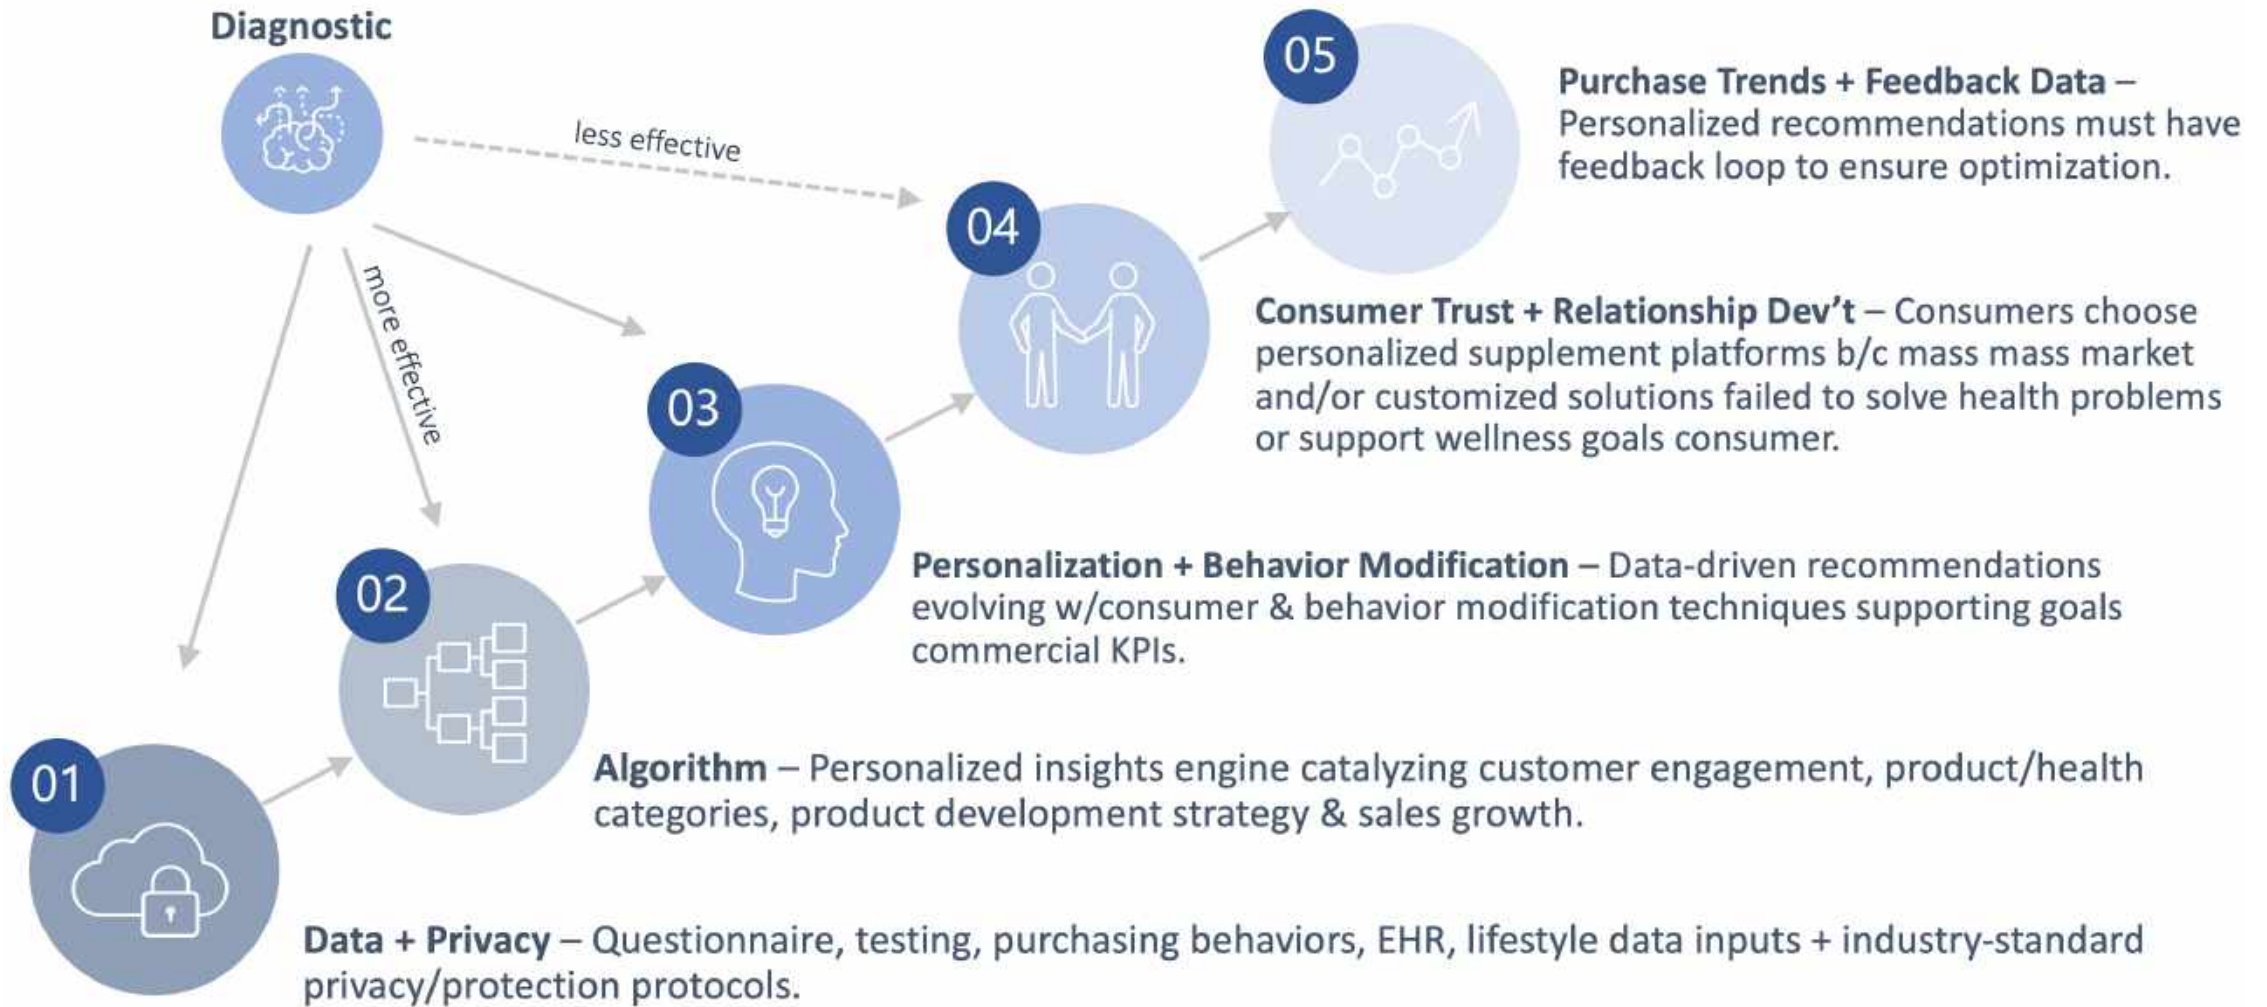 Diagnostic
less effective
more effective
05
Purchase Trends + Feedback Data –
Personalized recommendations must have
feedback loop to ensure optimization.
04
Consumer Trust + Relationship Dev’t – Consumers choose
personalized supplement platforms b/c mass mass market
and/or customized solutions failed to solve health problems
or support wellness goals consumer.
03
Personalization + Behavior Modification – Data-driven recommendations
evolving w/consumer & behavior modification techniques supporting goals
commercial KPIs.
02
Algorithm – Personalized insights engine catalyzing customer engagement, product/health
categories, product development strategy & sales growth.
01
Data + Privacy – Questionnaire, testing, purchasing behaviors, EHR, lifestyle data inputs + industry-standard
privacy/protection protocols.